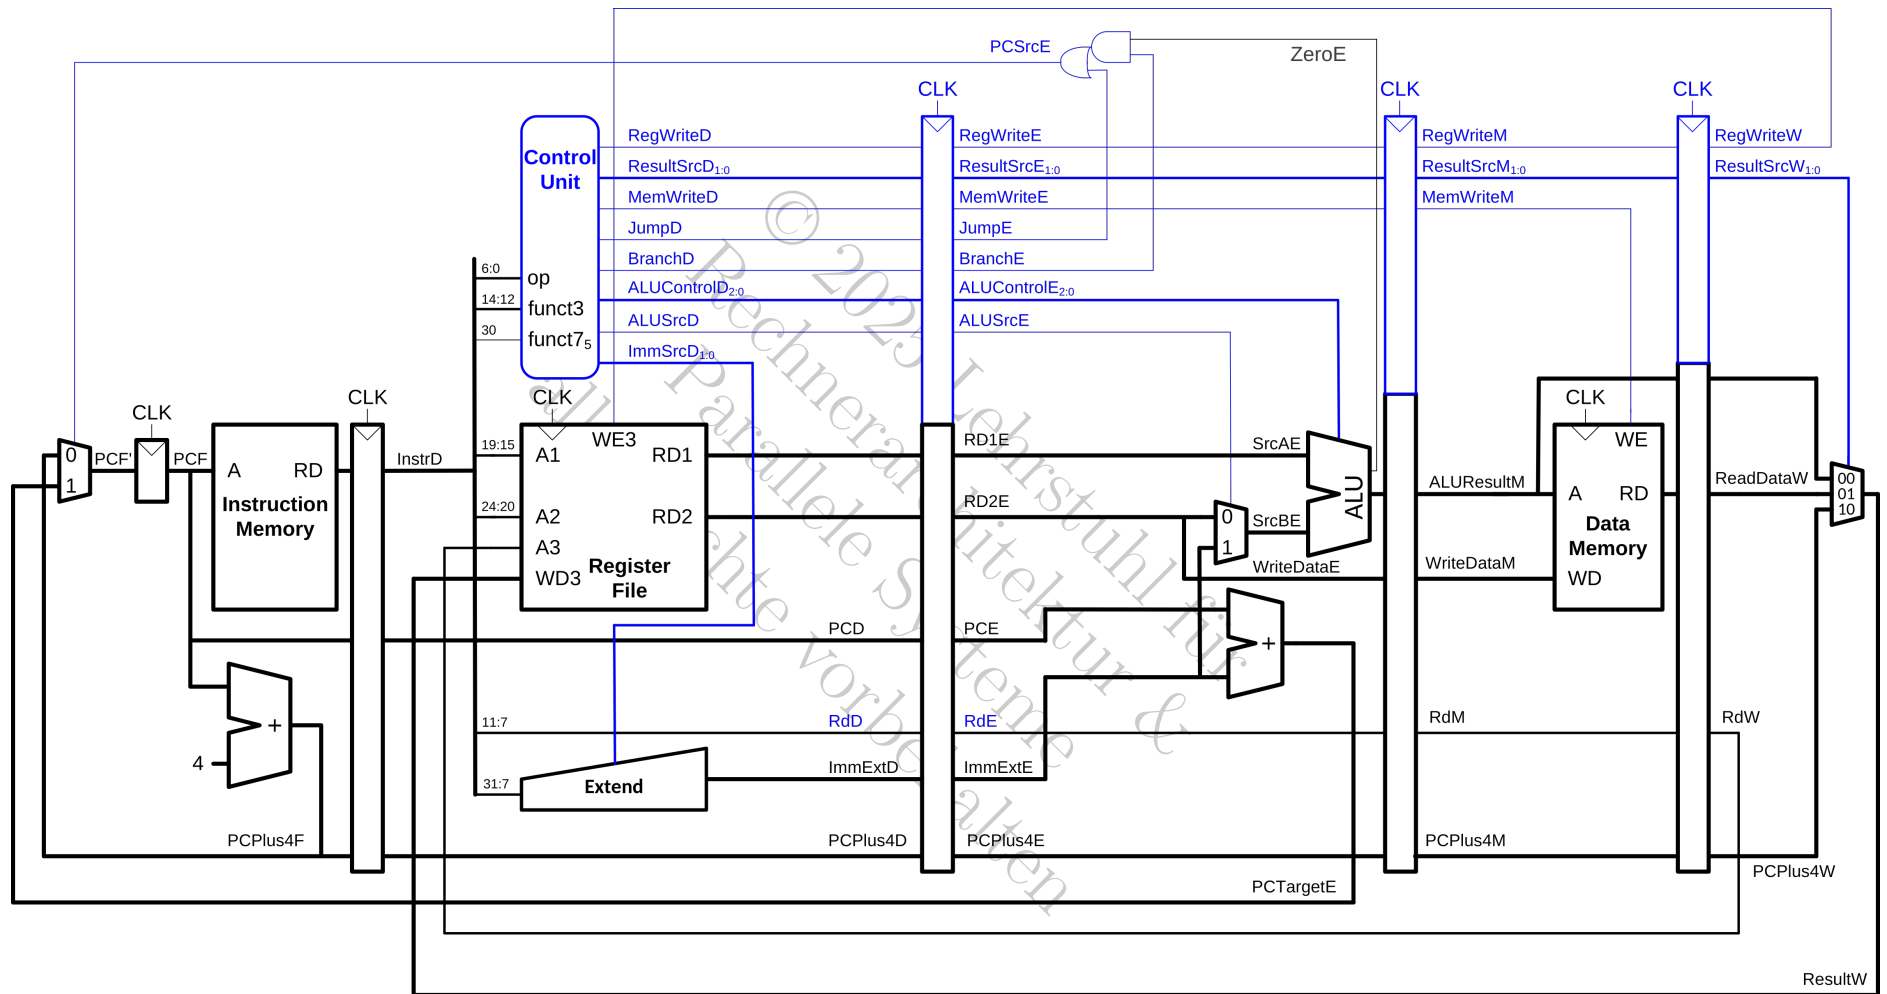 PCSrcE
ZeroE
CLK
CLK
CLK
Control
Unit
op
funct3
funct7₅
6:0
14:12
30
RegWriteD
ResultSrcD₁:₀
MemWriteD
JumpD
BranchD
ALUControlD₂:₀
ALUSrcD
ImmSrcD₁:₀
RegWriteE
ResultSrcE₁:₀
MemWriteE
JumpE
BranchE
ALUControlE₂:₀
ALUSrcE
RegWriteM
ResultSrcM₁:₀
MemWriteM
RegWriteW
ResultSrcW₁:₀
0
1
PCF'
CLK
PCF
A
RD
Instruction
Memory
CLK
InstrD
19:15
24:20
CLK
WE3
A1
RD1
A2
RD2
A3
WD3
Register
File
RD1E
RD2E
0
1
SrcAE
SrcBE
ALU
WriteDataE
ALUResultM
WriteDataM
CLK
WE
A
RD
Data
Memory
WD
ReadDataW
00
01
10
PCD
PCE
+
4
+
11:7
RdD
RdE
RdM
RdW
31:7
Extend
ImmExtD
ImmExtE
PCPlus4F
PCPlus4D
PCPlus4E
PCPlus4M
PCPlus4W
PCTargetE
ResultW
© 2025 Lehrstuhl für
Rechnerarchitektur &
Parallele Systeme
alle Rechte vorbehalten